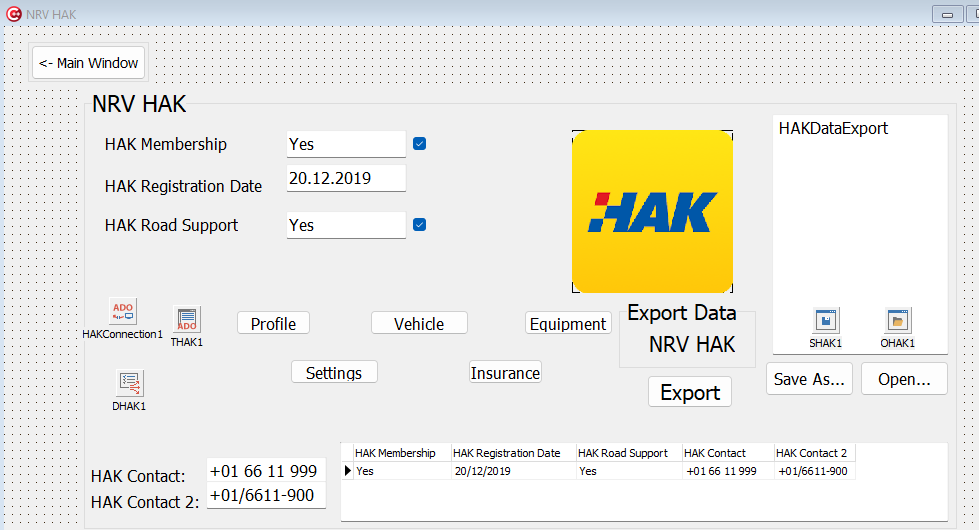 NRV HAK
<- Main Window
NRV HAK
HAK Membership
Yes
HAKDataExport
HAK Registration Date
20.12.2019
HAK Road Support
Yes
HAK
ADO
HAKConnection1
ADO
THAK1
Profile
Vehicle
Equipment
Export Data
NRV HAK
SHAK1
OHAK1
Settings
Insurance
Export
Save As...
Open...
DHAK1
HAK Contact:
+01 66 11 999
HAK Contact 2:
+01/6611-900
HAK Membership HAK Registration Date HAK Road Support HAK Contact HAK Contact 2
Yes 20/12/2019 Yes +01 66 11 999 +01/6611-900